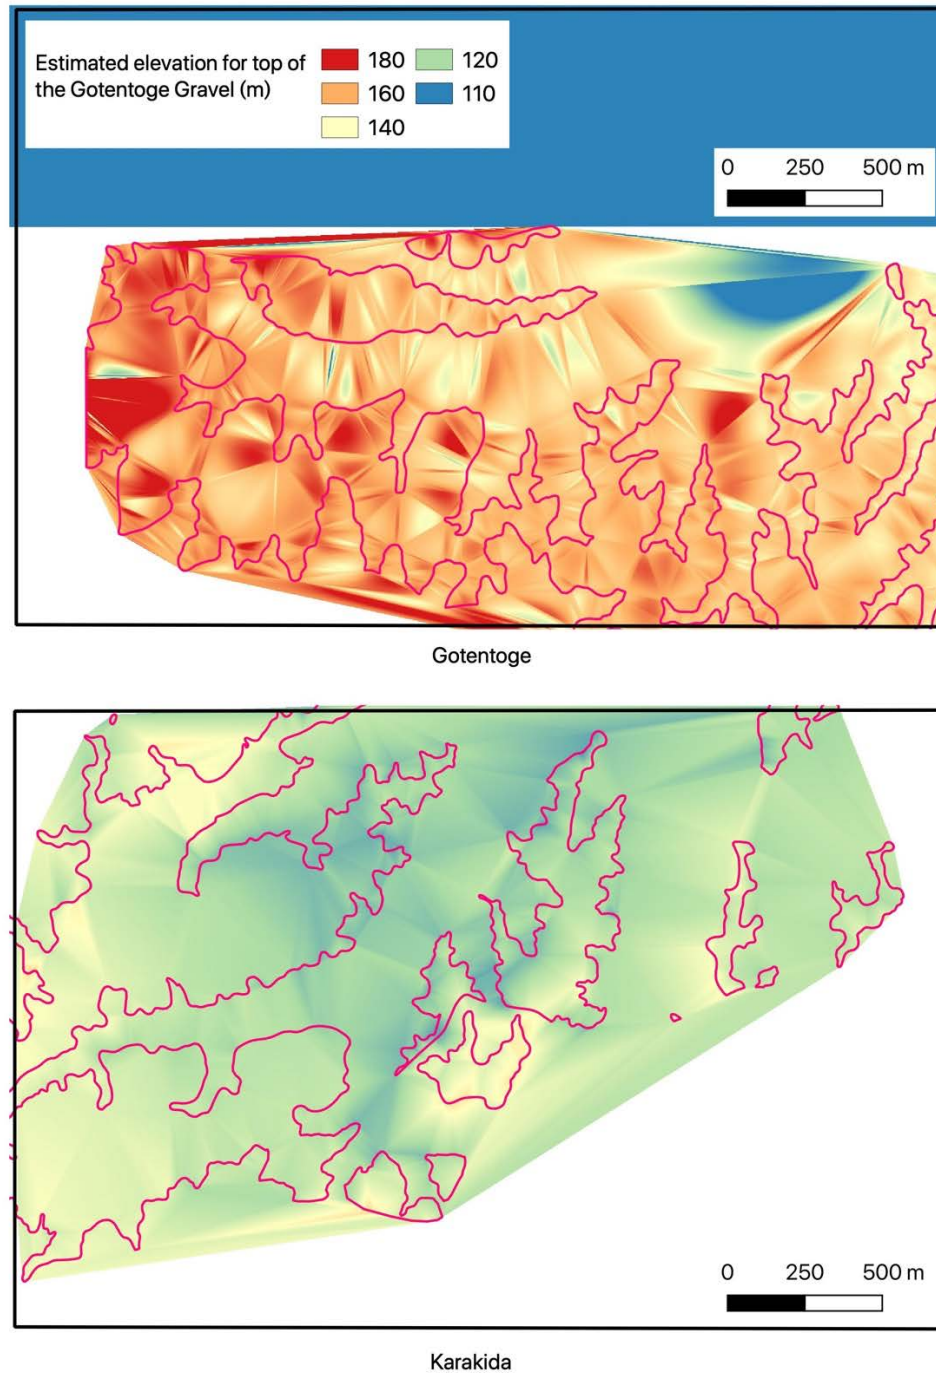 Estimated elevation for top of
the Gotentoge Gravel (m)
180
120
160
110
140
0 250 500 m
Gotentoge
0 250 500 m
Karakida